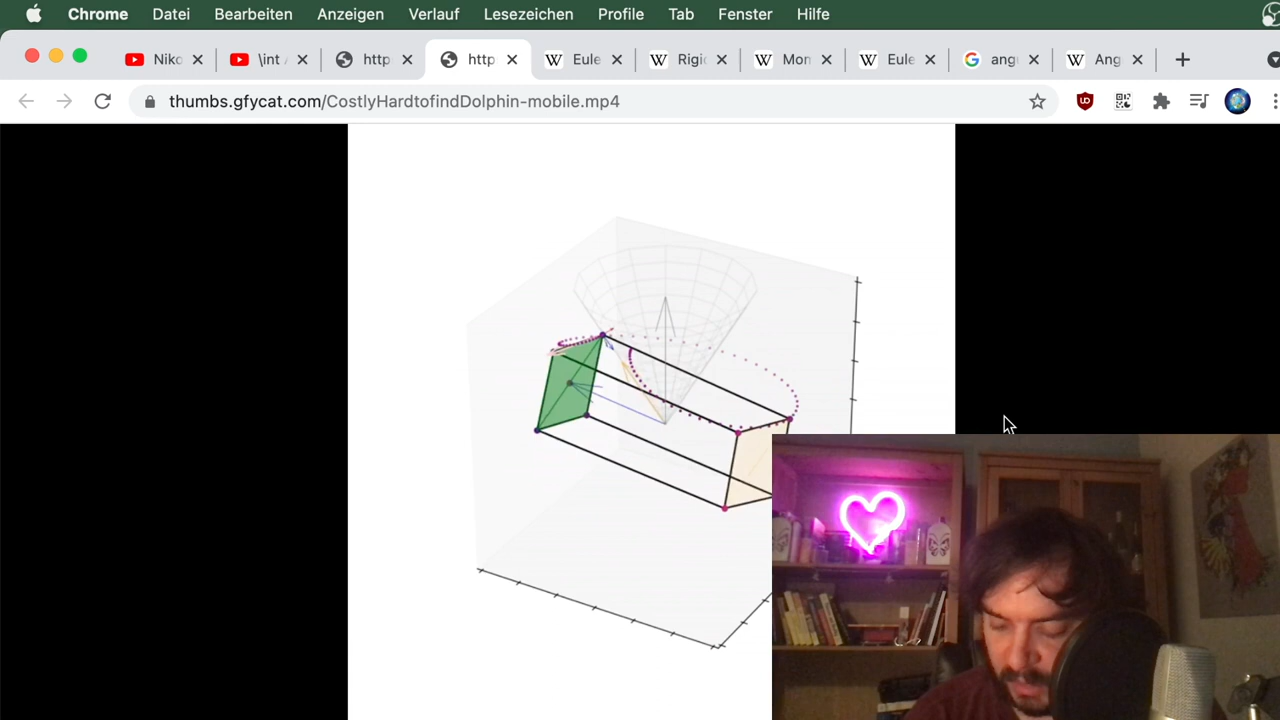 Chrome Datei Bearbeiten Anzeigen Verlauf Lesezeichen Profile Tab Fenster Hilfe
Niko \int / http http Eule Rigi Mon Eule angu Ang
thumbs.gfycat.com/CostlyHardtofindDolphin-mobile.mp4